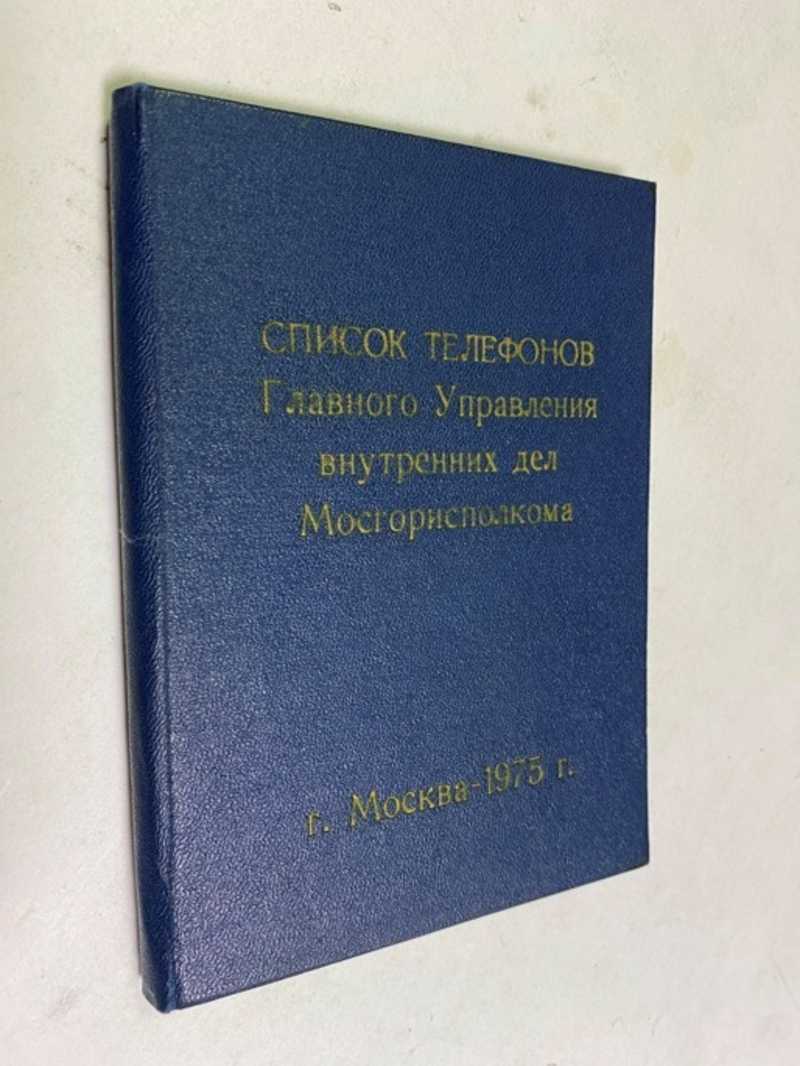 СПИСОК ТЕЛЕФОНОВ
Главного Управления
внутренних дел
Мосгорисполкома
г. Москва-1975 г.